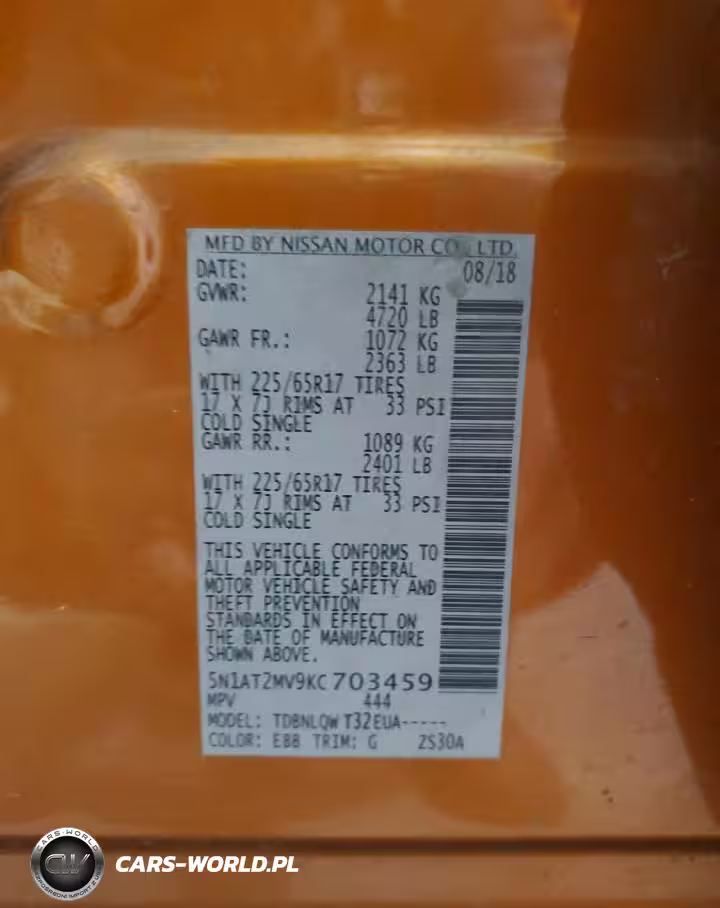 MFD BY NISSAN MOTOR CO., LTD.
DATE: 08/18
GVWR: 2141 KG
4720 LB
GAWR FR.: 1072 KG
2363 LB
WITH 225/65R17 TIRES
17 X 7J RIMS AT 33 PSI
COLD SINGLE
GAWR RR.: 1089 KG
2401 LB
WITH 225/65R17 TIRES
17 X 7J RIMS AT 33 PSI
COLD SINGLE
THIS VEHICLE CONFORMS TO
ALL APPLICABLE FEDERAL
MOTOR VEHICLE SAFETY AND
THEFT PREVENTION
STANDARDS IN EFFECT ON
THE DATE OF MANUFACTURE
SHOWN ABOVE.
5N1AT2MV9KC703459
MPV 444
MODEL: TDBNLQWT32EUA-----
COLOR: EBB TRIM: G ZS30A
CARS-WORLD
CW
CARS-WORLD.PL